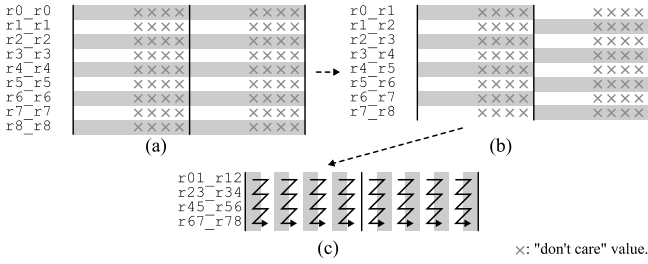 r0_r0
r1_r1
r2_r2
r3_r3
r4_r4
r5_r5
r6_r6
r7_r7
r8_r8
(a)
r0_r1
r1_r2
r2_r3
r3_r4
r4_r5
r5_r6
r6_r7
r7_r8
(b)
r01_r12
r23_r34
r45_r56
r67_r78
(c)
×: "don't care" value.